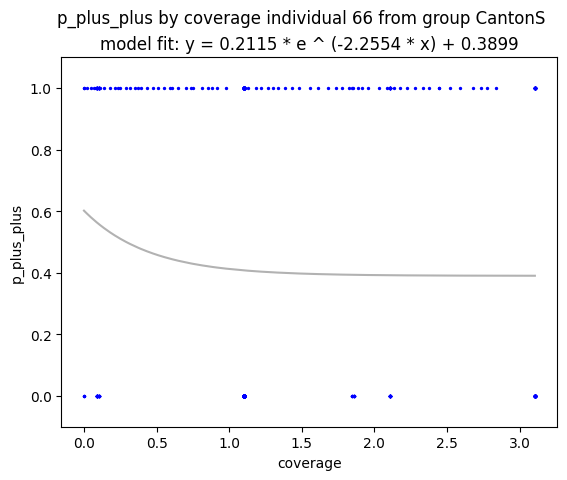 p_plus_plus by coverage individual 66 from group CantonS
model fit: y = 0.2115 * e ^ (-2.2554 * x) + 0.3899
1.0
0.8
0.6
0.4
0.2
0.0
p_plus_plus
0.0 0.5 1.0 1.5 2.0 2.5 3.0
coverage